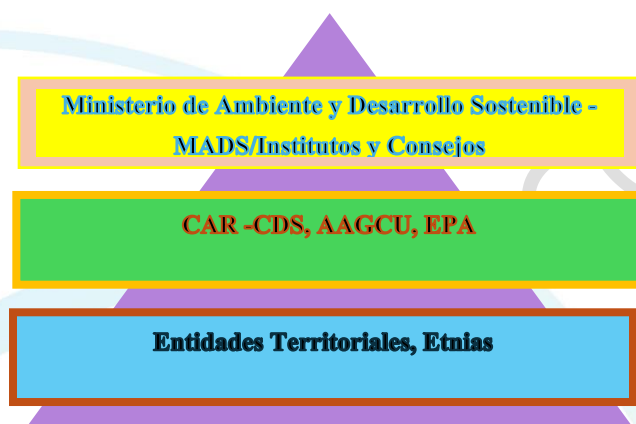 Ministerio de Ambiente y Desarrollo Sostenible -
MADS/Institutos y Consejos
CAR -CDS, AAGCU, EPA
Entidades Territoriales, Etnias